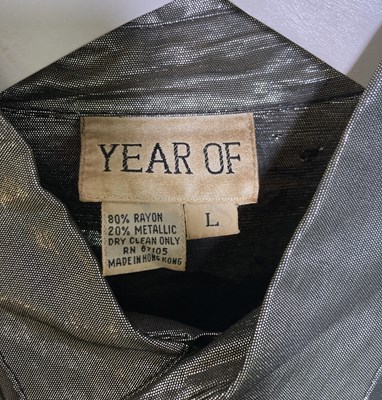 YEAR OF
80% RAYON
20% METALLIC
DRY CLEAN ONLY
RN 67105
MADE IN HONG KONG
L